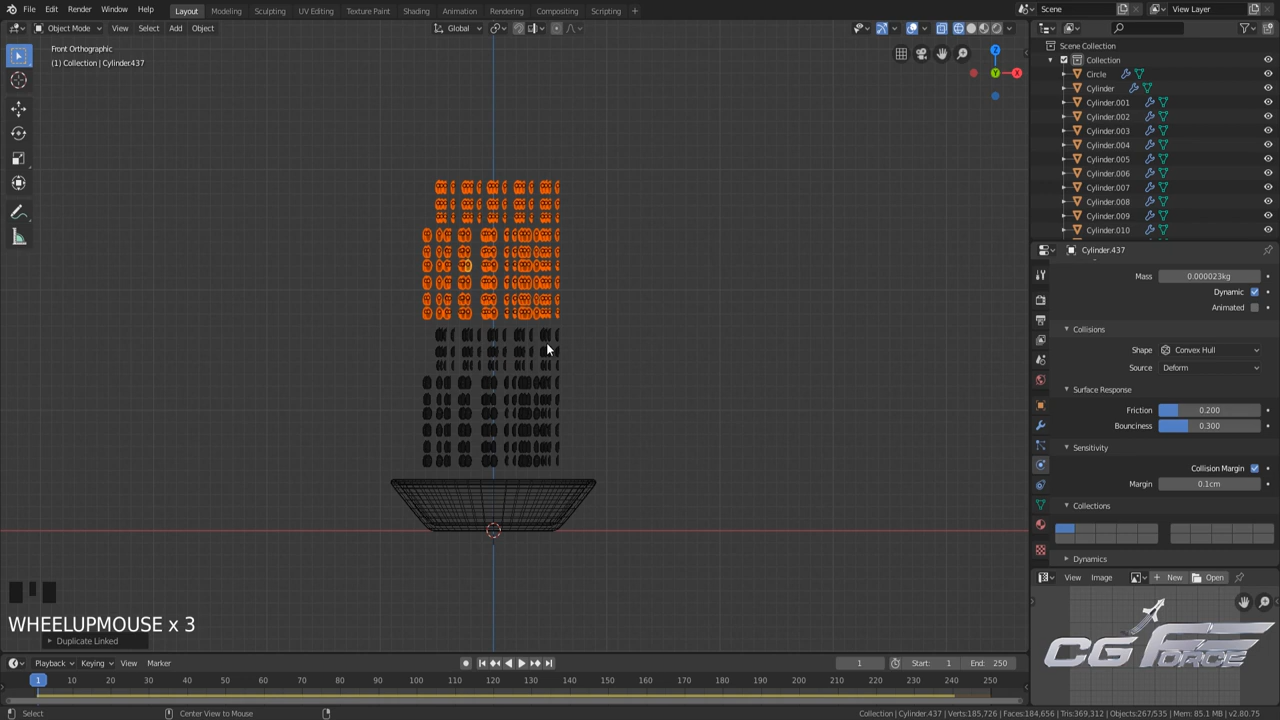 File Edit Render Window Help Layout Modeling Sculpting UV Editing Texture Paint Shading Animation Rendering Compositing Scripting + Scene View Layer
Object Mode View Select Add Object Global
Front Orthographic
(1) Collection | Cylinder.437
Z
Y
X
Scene Collection
Collection
Circle
Cylinder
Cylinder.001
Cylinder.002
Cylinder.003
Cylinder.004
Cylinder.005
Cylinder.006
Cylinder.007
Cylinder.008
Cylinder.009
Cylinder.010
Cylinder.437
Mass 0.000023kg
Dynamic
Animated
Collisions
Shape Convex Hull
Source Deform
Surface Response
Friction 0.200
Bounciness 0.300
Sensitivity
Collision Margin
Margin 0.1cm
Collections
Dynamics
View Image New Open
WHEELUPMOUSE x 3
Duplicate Linked
CG FORCE
Playback Keying View Marker 1 Start: 1 End: 250
1 10 20 30 40 50 60 70 80 90 100 110 120 130 140 150 160 170 180 190 200 210 220 230 240 250
Select Center View to Mouse Collection | Cylinder.437 | Verts:185,726 | Faces:184,656 | Tris:369,312 | Objects:267/535 | Mem: 85.1 MB | v2.80.75